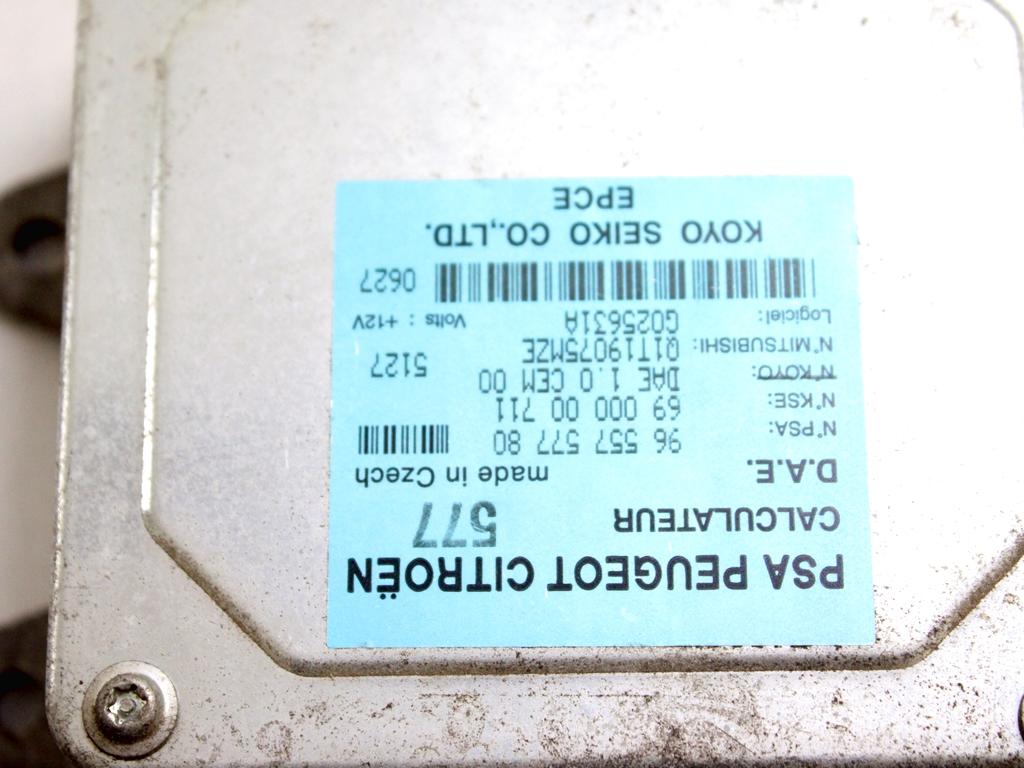 PSA PEUGEOT CITROËN
CALCULATEUR 577
D.A.E. made in Czech
N°PSA: 96 557 577 80
N°KSE: 69 000 00 711
N°KOYO: DAE 1.0 CEM 00
N°MITSUBISHI: Q1T19075MZE 5127
Logiciel: G025631A Volts : +12V
0627
KOYO SEIKO CO.,LTD.
EPCE